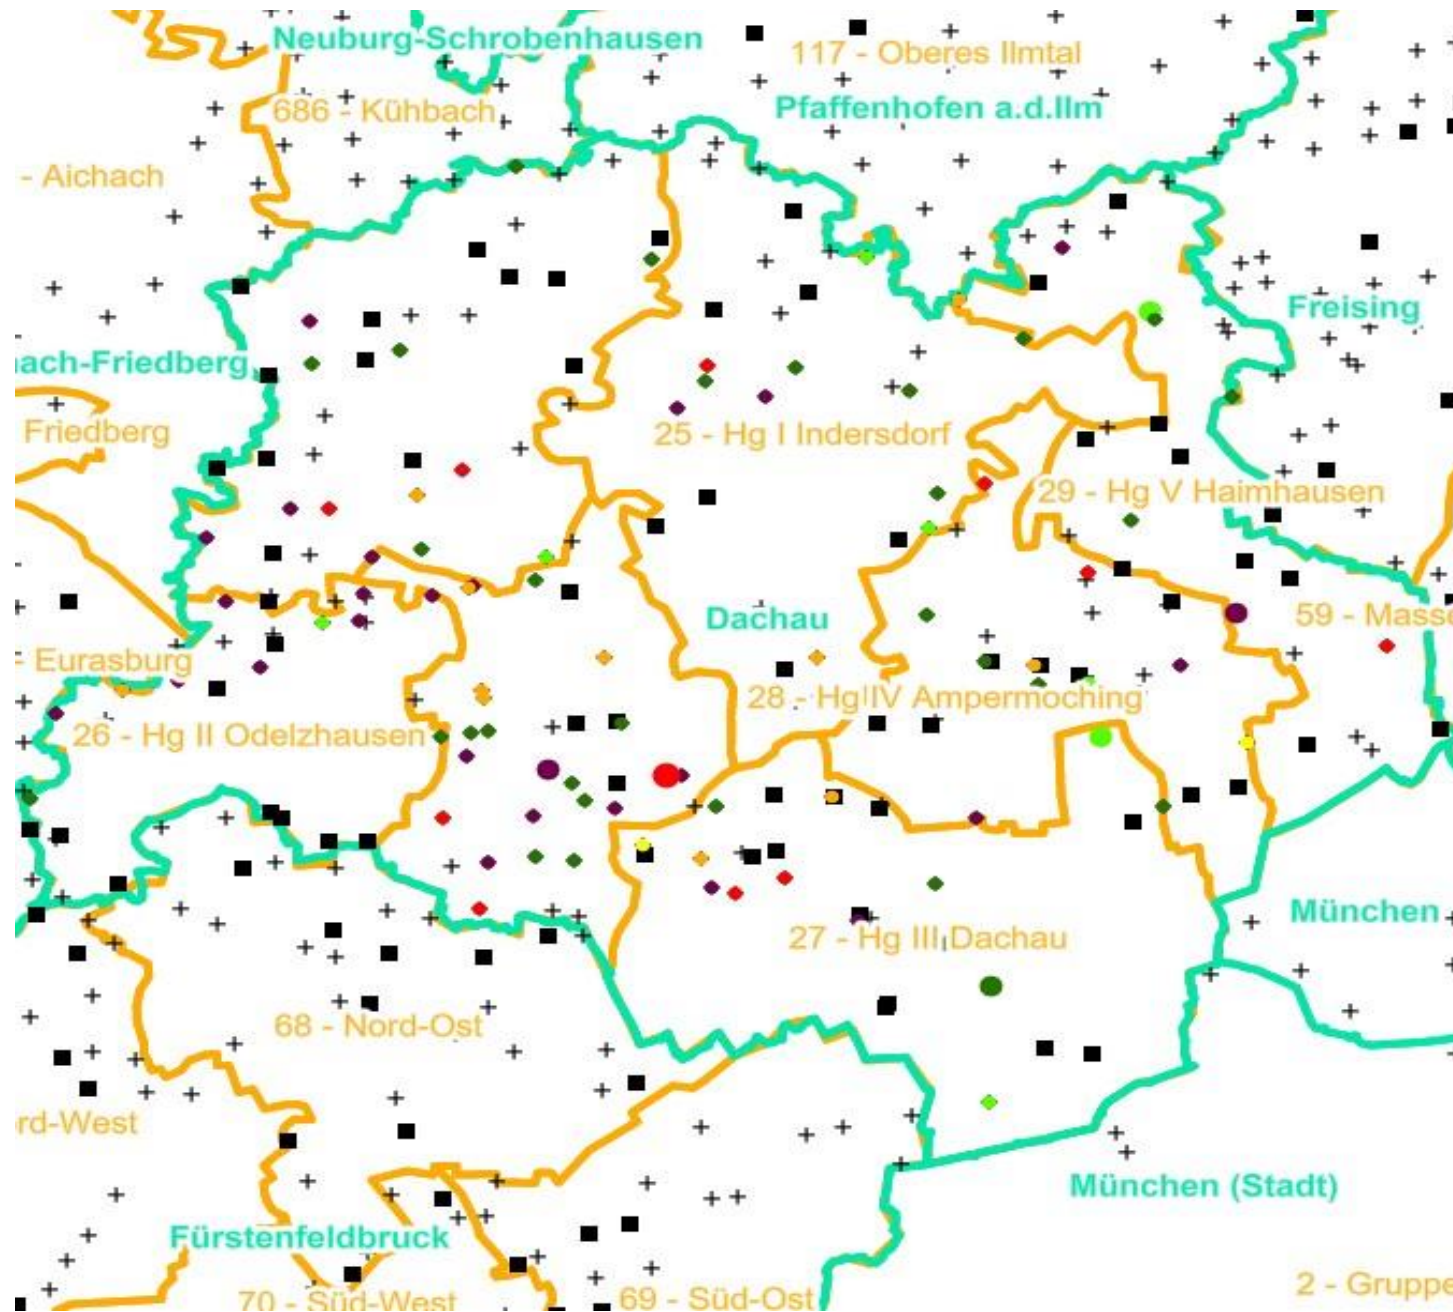 Neuburg-Schrobenhausen
117 - Oberes Ilmtal
686 - Kühbach
Pfaffenhofen a.d.Ilm
- Aichach
Freising
ach-Friedberg
Friedberg
25 - Hg I Indersdorf
29 - Hg V Haimhausen
Dachau
59 - Masse
- Eurasburg
28 - Hg IV Ampermoching
26 - Hg II Odelzhausen
München
27 - Hg III Dachau
68 - Nord-Ost
rd-West
München (Stadt)
Fürstenfeldbruck
2 - Gruppe
70 - Süd-West
69 - Süd-Ost